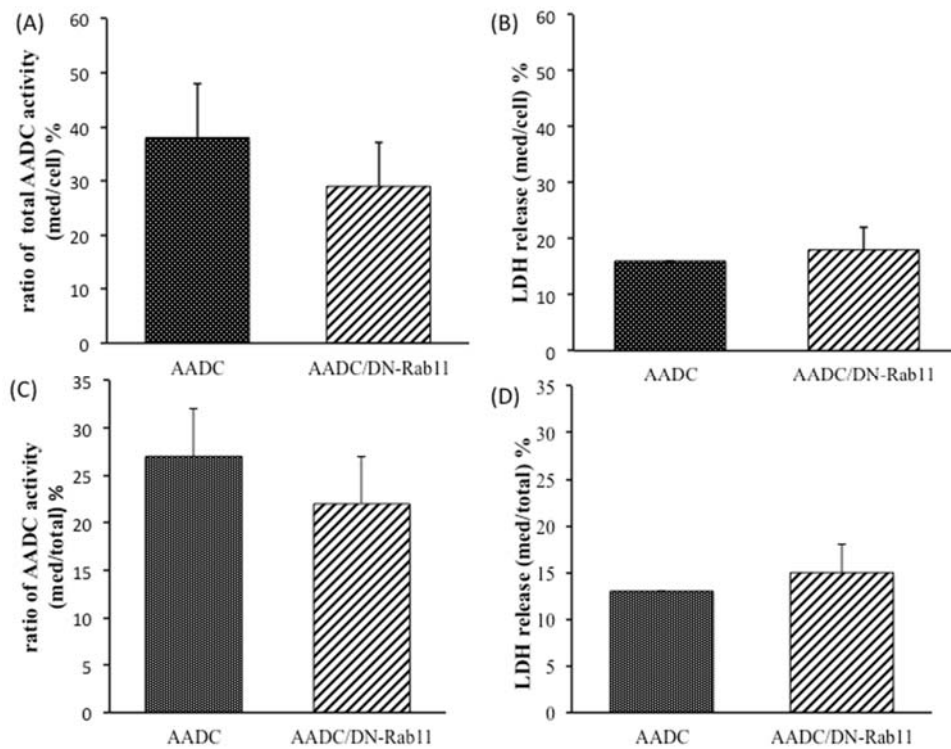 (A)
ratio of total AADC activity
(med/cell) %
60
50
40
30
20
10
0
AADC
AADC/DN-Rab11
(B)
LDH release (med/cell) %
60
50
40
30
20
10
0
AADC
AADC/DN-Rab11
(C)
ratio of AADC activity
(med/total) %
35
30
25
20
15
10
5
0
AADC
AADC/DN-Rab11
(D)
LDH release (med/total) %
35
30
25
20
15
10
5
0
AADC
AADC/DN-Rab11